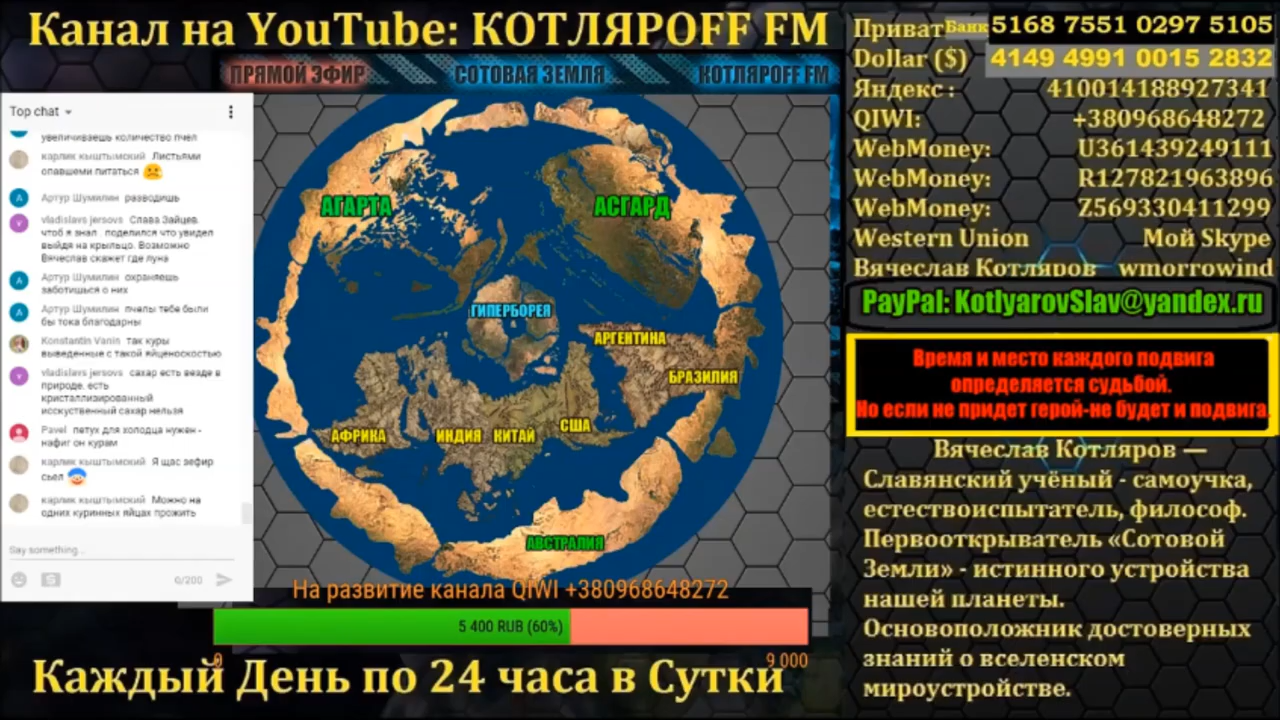 Канал на YouTube: КОТЛЯРОFF FM
ПРЯМОЙ ЭФИР
СОТОВАЯ ЗЕМЛЯ
КОТЛЯРОFF FM
Top chat
увеличиваешь количество пчел
карлик кыштымский Листьями
опавшеми питаться
Артур Шумилин разводишь
vladislavs jersovs Слава Зайцев.
чтоб я знал . поделился что увидел
выйдя на крыльцо. Возможно
Вячеслав скажет где луна
Артур Шумилин охраняешь
заботишься о них
Артур Шумилин пчелы тебе были
бы тока благодарны
Konstantin Vanin так куры
выведенные с такой яйценоскостью
vladislavs jersovs сахар есть везде в
природе. есть
кристаллизированный
исскуственный сахар нельзя
Pavel петух для холодца нужен -
нафиг он курам
карлик кыштымский Я щас зефир
сьел
карлик кыштымский Можно на
одних куринных яйцах прожить
Say something...
0/200
АГАРТА
АСГАРД
ГИПЕРБОРЕЯ
АРГЕНТИНА
БРАЗИЛИЯ
США
АФРИКА
ИНДИЯ
КИТАЙ
АВСТРАЛИЯ
На развитие канала QIWI +380968648272
5 400 RUB (60%)
0
9 000
Каждый День по 24 часа в Сутки
ПриватБанк 5168 7551 0297 5105
Dollar ($) 4149 4991 0015 2832
Яндекс : 410014188927341
QIWI: +380968648272
WebMoney: U361439249111
WebMoney: R127821963896
WebMoney: Z569330411299
Western Union Мой Skype
Вячеслав Котляров wmorrowind
PayPal: KotlyarovSlav@yandex.ru
Время и место каждого подвига
определяется судьбой.
Но если не придет герой-не будет и подвига
Вячеслав Котляров —
Славянский учёный - самоучка,
естествоиспытатель, философ.
Первооткрыватель «Сотовой
Земли» - истинного устройства
нашей планеты.
Основоположник достоверных
знаний о вселенском
мироустройстве.